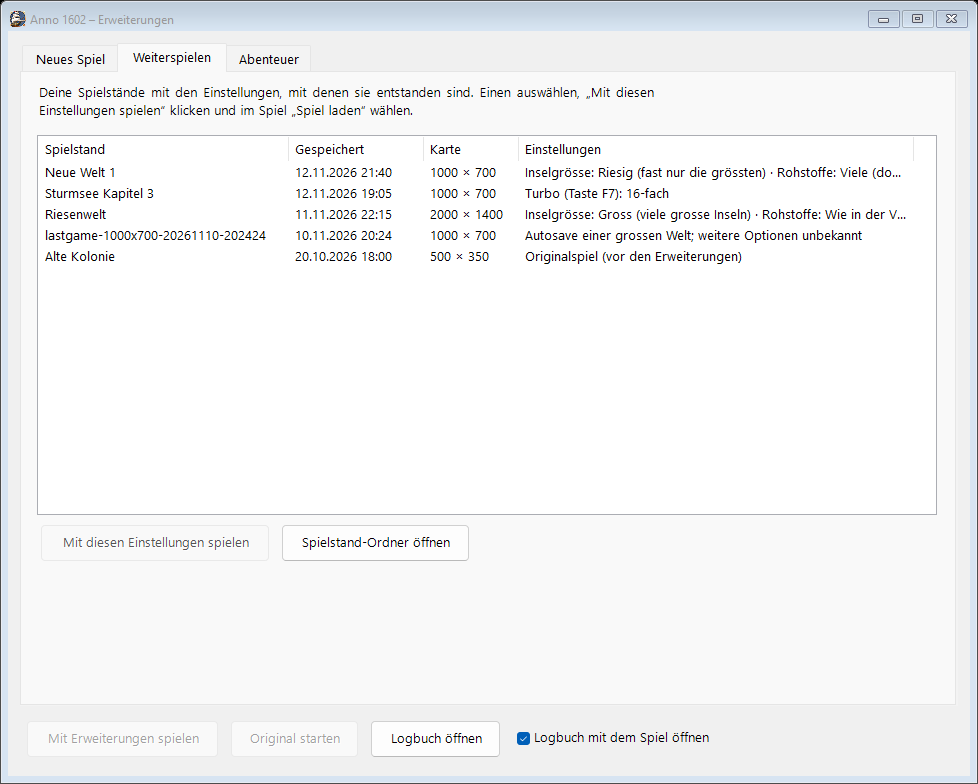 Anno 1602 – Erweiterungen
Neues Spiel Weiterspielen Abenteuer
Deine Spielstände mit den Einstellungen, mit denen sie entstanden sind. Einen auswählen, „Mit diesen
Einstellungen spielen“ klicken und im Spiel „Spiel laden“ wählen.
Spielstand Gespeichert Karte Einstellungen
Neue Welt 1 12.11.2026 21:40 1000 × 700 Inselgrösse: Riesig (fast nur die grössten) · Rohstoffe: Viele (do...
Sturmsee Kapitel 3 12.11.2026 19:05 1000 × 700 Turbo (Taste F7): 16-fach
Riesenwelt 11.11.2026 22:15 2000 × 1400 Inselgrösse: Gross (viele grosse Inseln) · Rohstoffe: Wie in der V...
lastgame-1000x700-20261110-202424 10.11.2026 20:24 1000 × 700 Autosave einer grossen Welt; weitere Optionen unbekannt
Alte Kolonie 20.10.2026 18:00 500 × 350 Originalspiel (vor den Erweiterungen)
Mit diesen Einstellungen spielen Spielstand-Ordner öffnen
Mit Erweiterungen spielen Original starten Logbuch öffnen Logbuch mit dem Spiel öffnen